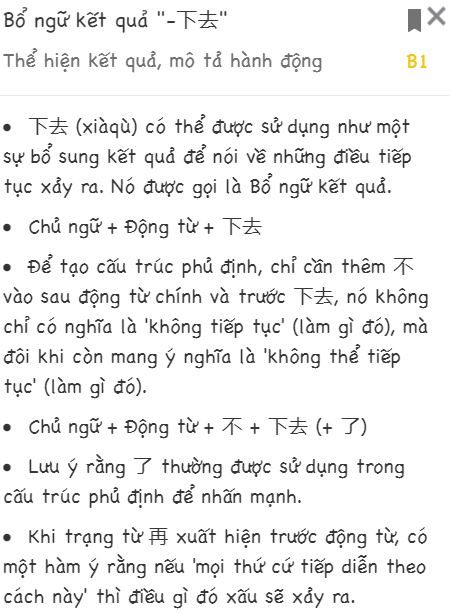 Bổ ngữ kết quả "-下去"
Thể hiện kết quả, mô tả hành động B1
• 下去 (xiàqù) có thể được sử dụng như một
sự bổ sung kết quả để nói về những điều tiếp
tục xảy ra. Nó được gọi là Bổ ngữ kết quả.
• Chủ ngữ + Động từ + 下去
• Để tạo cấu trúc phủ định, chỉ cần thêm 不
vào sau động từ chính và trước 下去, nó không
chỉ có nghĩa là 'không tiếp tục' (làm gì đó), mà
đôi khi còn mang ý nghĩa là 'không thể tiếp
tục' (làm gì đó).
• Chủ ngữ + Động từ + 不 + 下去 (+ 了)
• Lưu ý rằng 了 thường được sử dụng trong
cấu trúc phủ định để nhấn mạnh.
• Khi trạng từ 再 xuất hiện trước động từ, có
một hàm ý rằng nếu 'mọi thứ cứ tiếp diễn theo
cách này' thì điều gì đó xấu sẽ xảy ra.